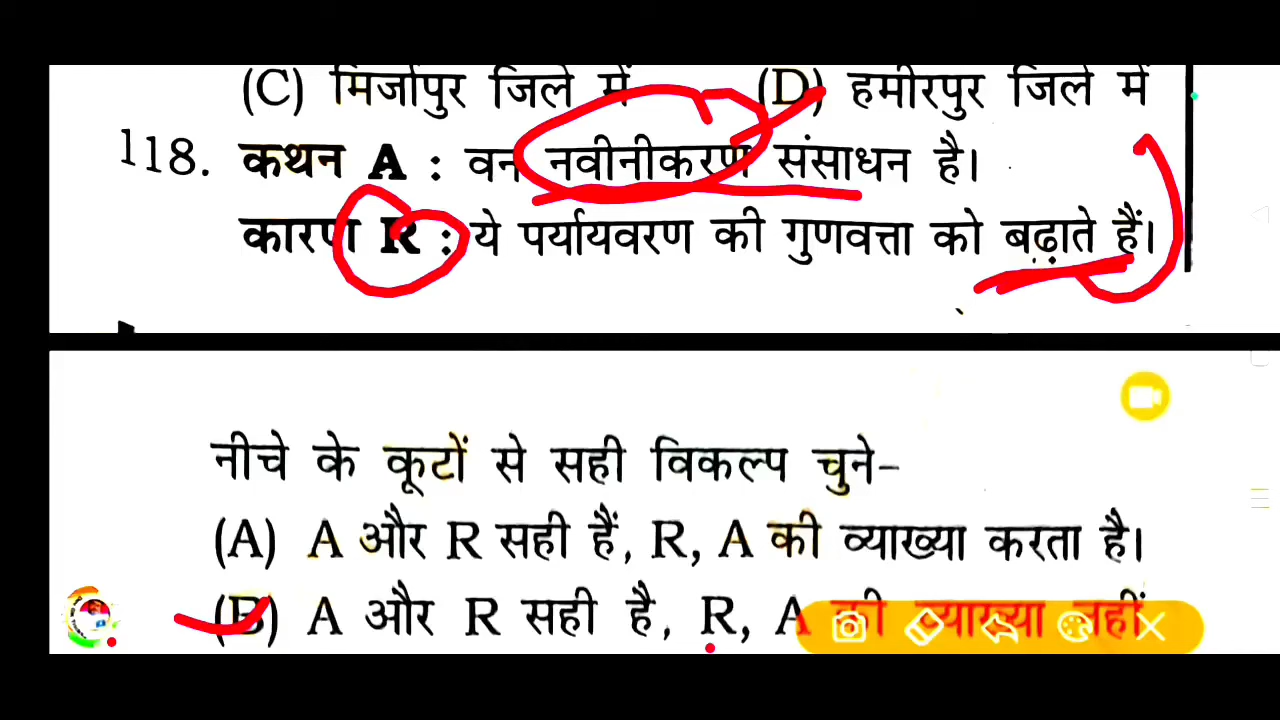 (C) मिर्जापुर जिले में (D) हमीरपुर जिले में
118. कथन A : वन नवीनीकरण संसाधन है।
कारण R : ये पर्यायवरण की गुणवत्ता को बढ़ाते हैं।
नीचे के कूटों से सही विकल्प चुने-
(A) A और R सही हैं, R, A की व्याख्या करता है।
(B) A और R सही है, R, A की व्याख्या नहीं